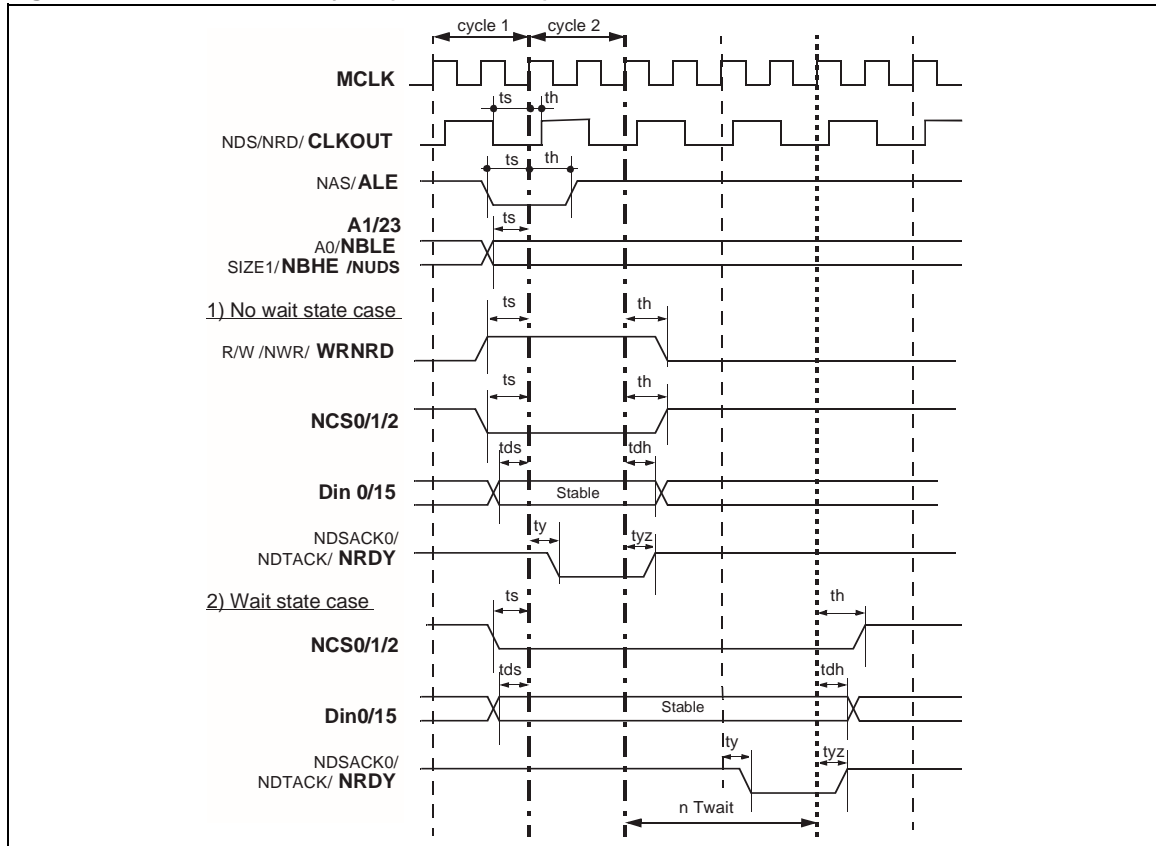 cycle 1 cycle 2
MCLK
ts th
NDS/NRD/ CLKOUT
ts th
NAS/ALE
ts
A1/23
A0/NBLE
SIZE1/NBHE /NUDS
1) No wait state case
ts th
R/W /NWR/ WRNRD
ts th
NCS0/1/2
tds tdh
Din 0/15 Stable
NDSACK0/
ty tyz
NDTACK/ NRDY
2) Wait state case
ts th
NCS0/1/2
tds tdh
Din0/15 Stable
NDSACK0/
ty tyz
NDTACK/ NRDY
n Twait